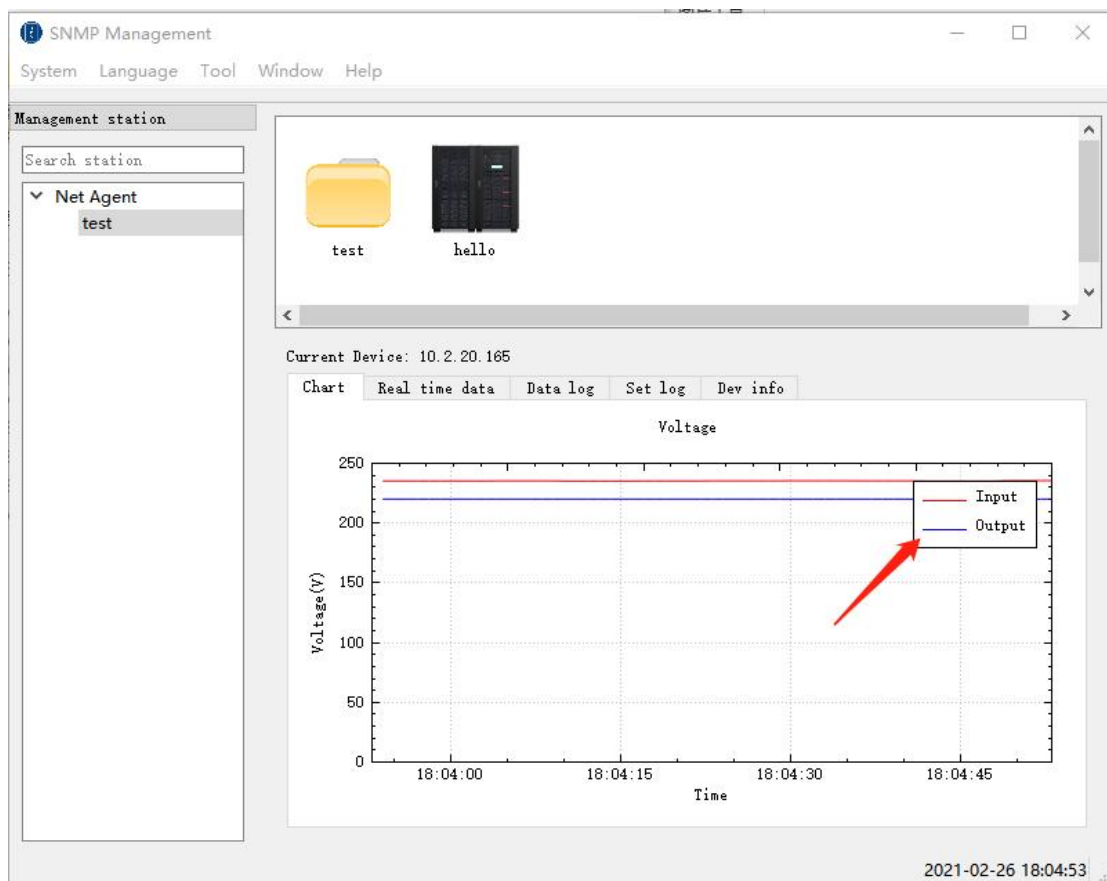 SNMP Management
System Language Tool Window Help
Management station
Search station
Net Agent
test
test
hello
Current Device: 10.2.20.165
Chart Real time data Data log Set log Dev info
Voltage
250
200
150
100
50
0
Voltage(V)
Input
Output
18:04:00 18:04:15 18:04:30 18:04:45
Time
2021-02-26 18:04:53